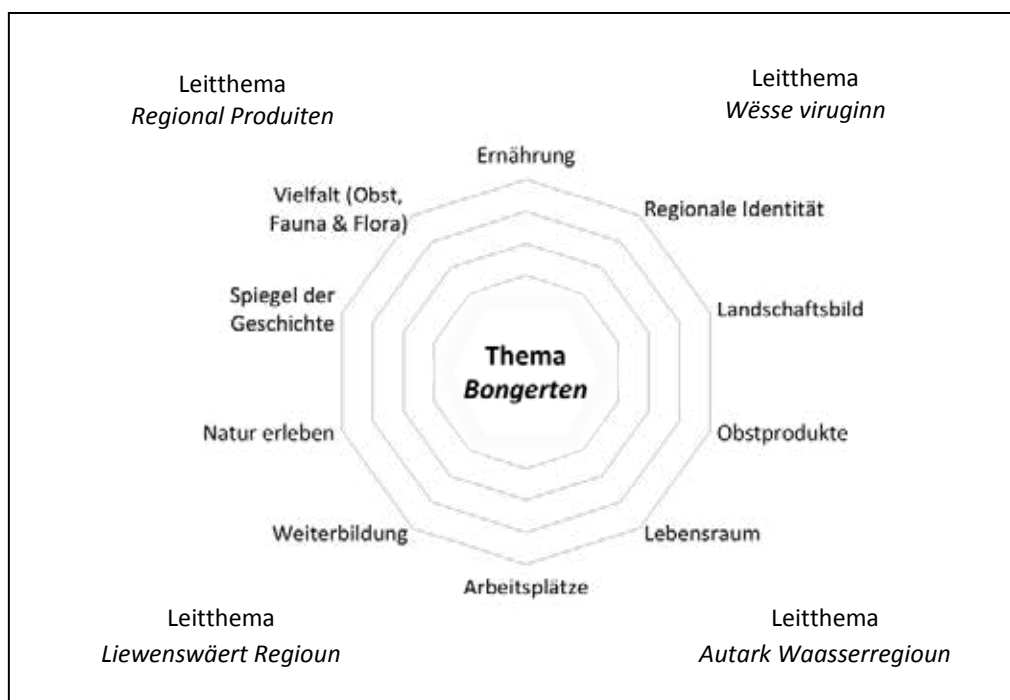 Leitthema
Regional Produiten
Leitthema
Wësse viruginn
Ernährung
Vielfalt (Obst,
Fauna & Flora)
Regionale Identität
Spiegel der
Geschichte
Landschaftsbild
Thema
Bongerten
Natur erleben
Obstprodukte
Weiterbildung
Lebensraum
Arbeitsplätze
Leitthema
Liewenswäert Regioun
Leitthema
Autark Waasserregioun